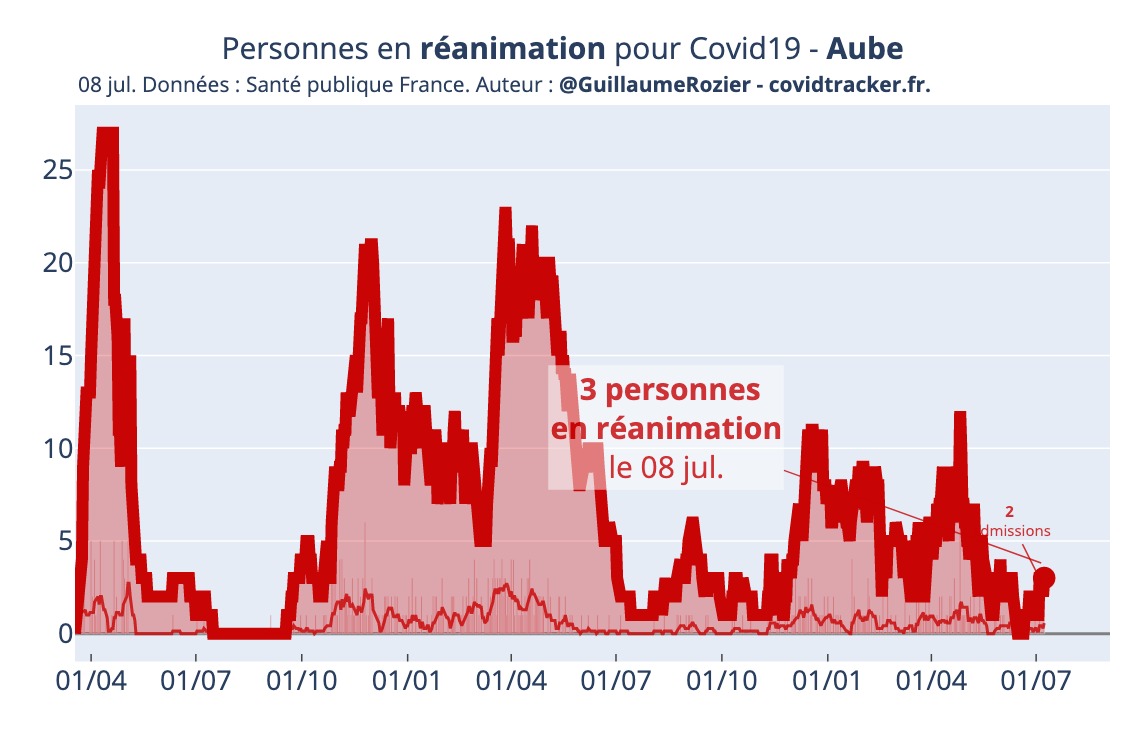 Personnes en réanimation pour Covid19 - Aube
08 jul. Données : Santé publique France. Auteur : @GuillaumeRozier - covidtracker.fr.
25
20
15
10
5
0
3 personnes
en réanimation
le 08 jul.
2
dmissions
01/04
01/07
01/10
01/01
01/04
01/07
01/10
01/01
01/04
01/07